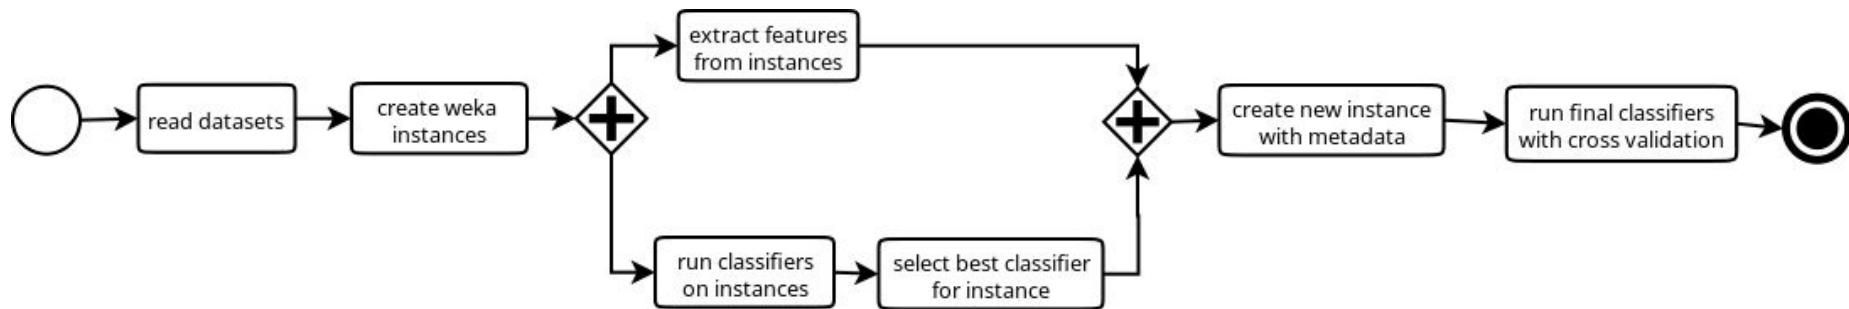 read datasets
create weka
instances
extract features
from instances
run classifiers
on instances
select best classifier
for instance
create new instance
with metadata
run final classifiers
with cross validation